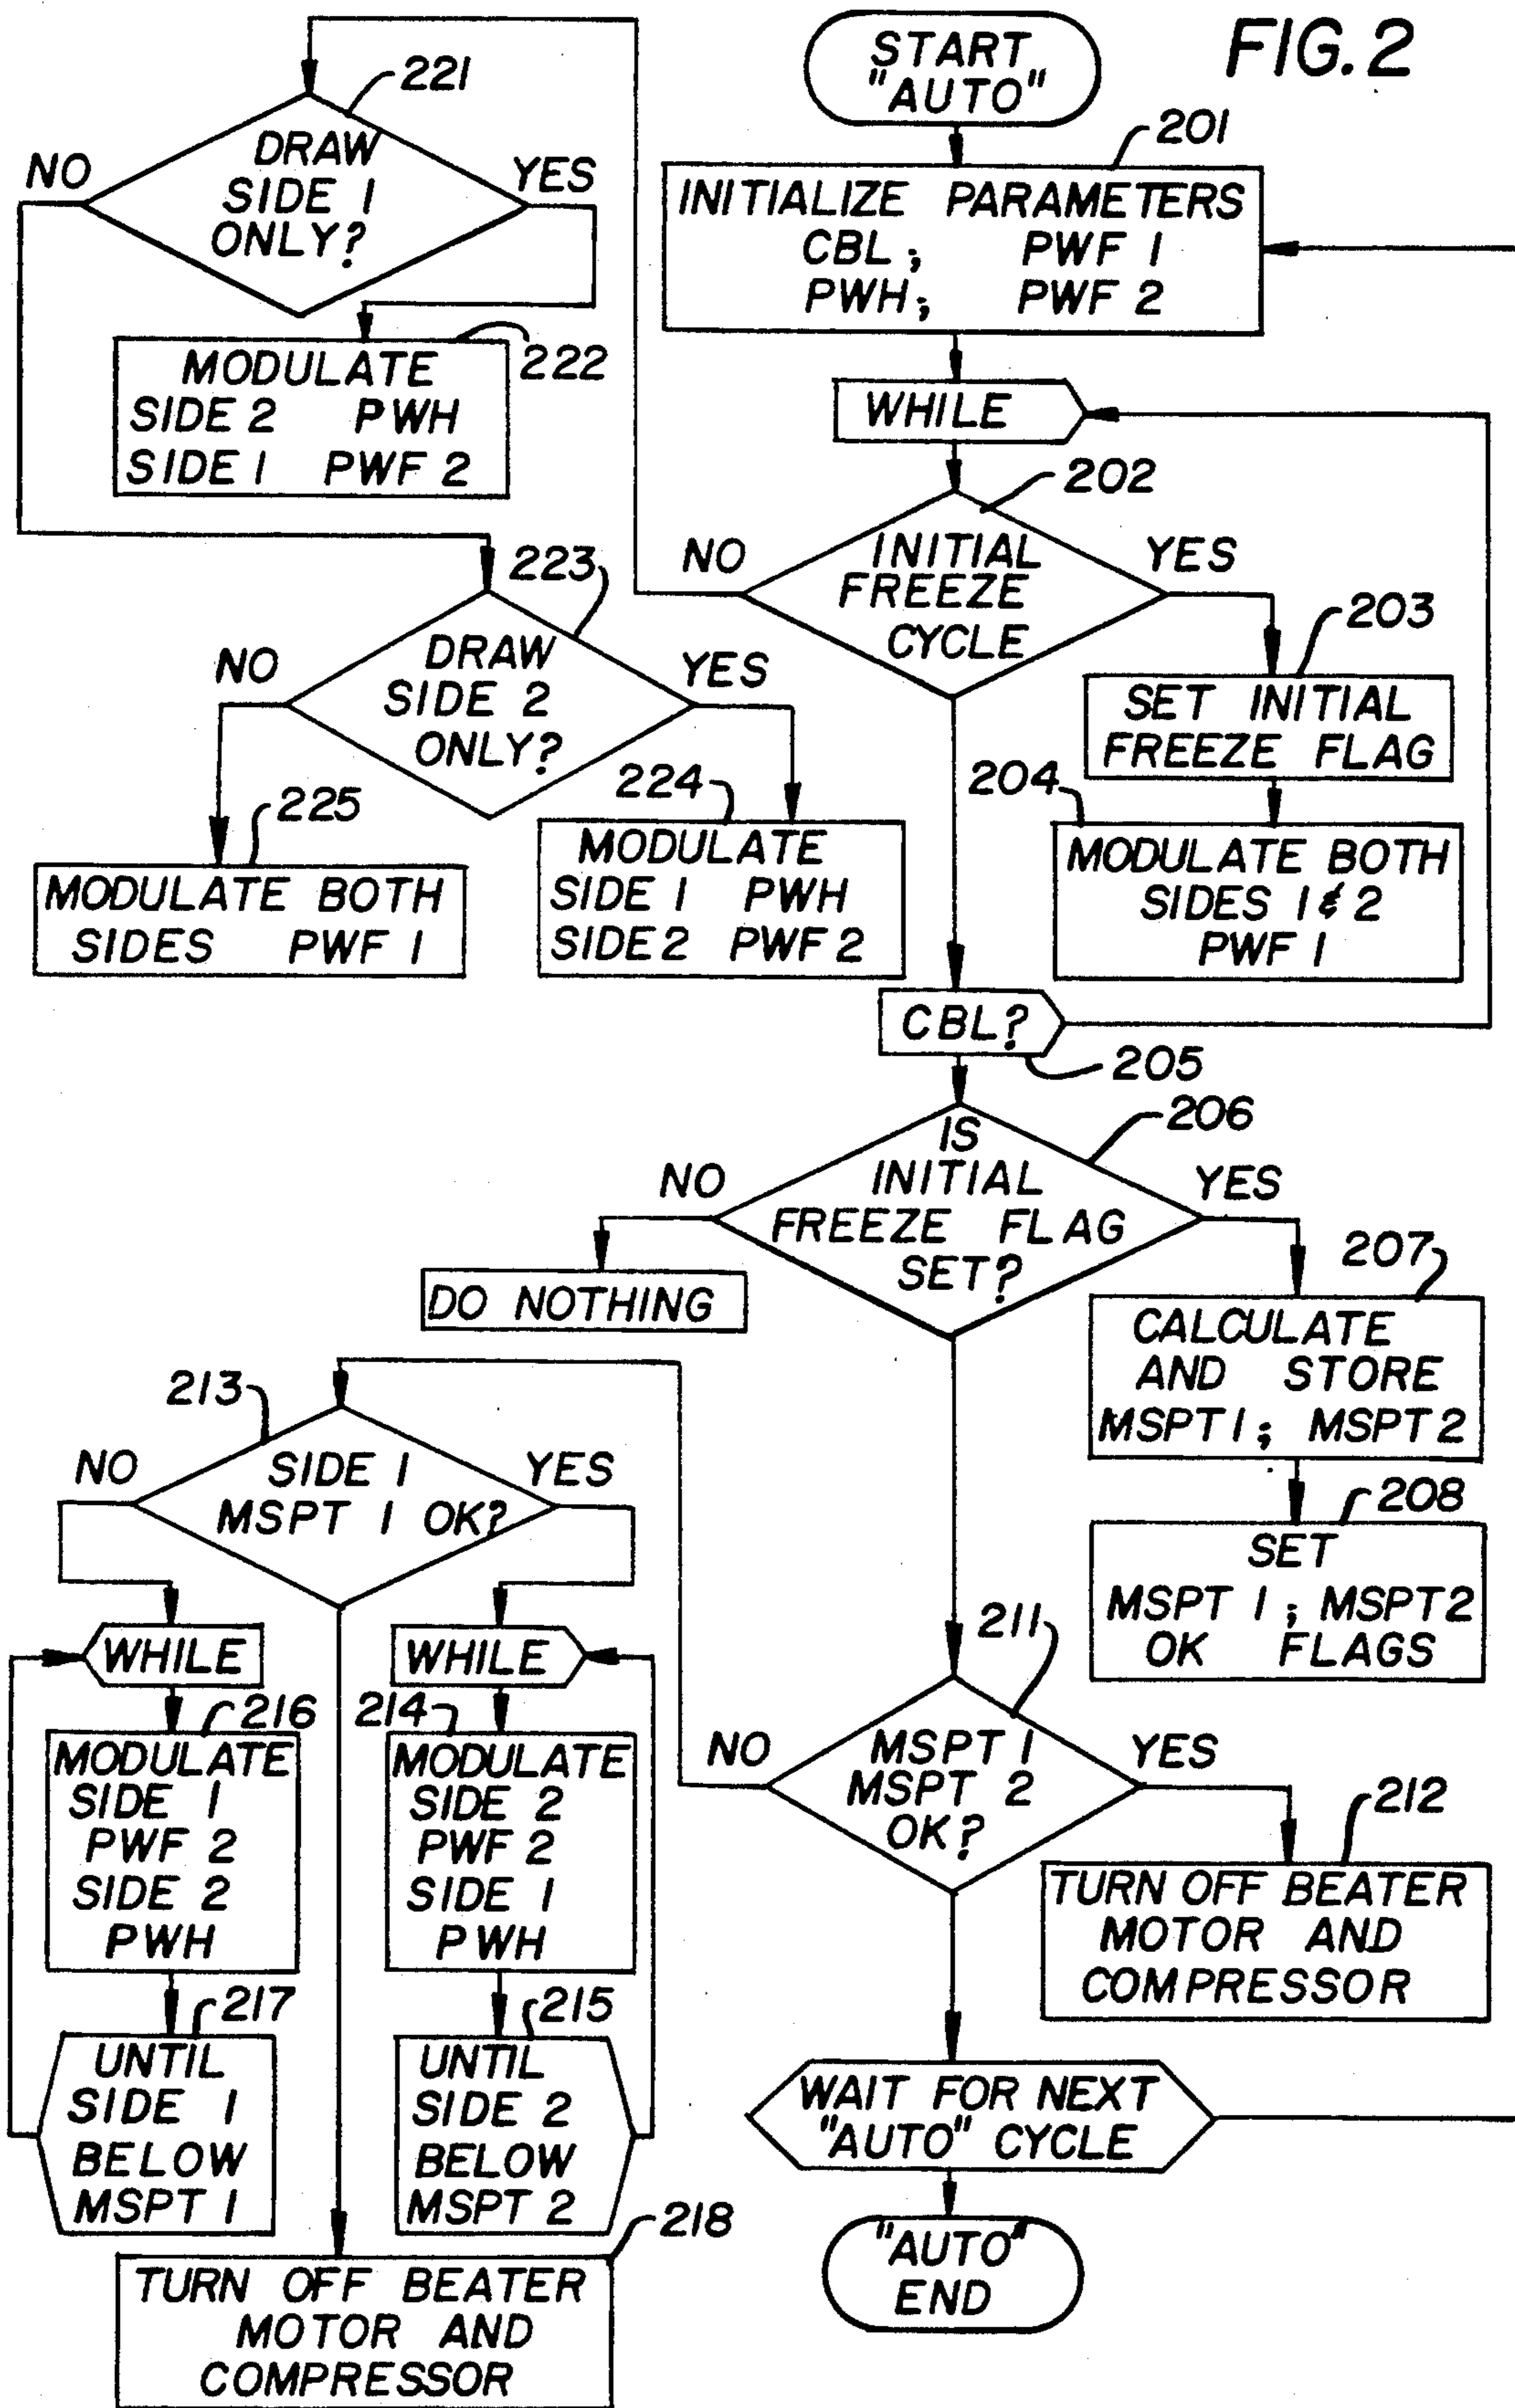 FIG. 2
START
"AUTO"
201
INITIALIZE PARAMETERS
CBL; PWF 1
PWH; PWF 2
WHILE
202
INITIAL
FREEZE
CYCLE
NO
YES
203
SET INITIAL
FREEZE FLAG
204
MODULATE BOTH
SIDES 1 & 2
PWF 1
221
DRAW
SIDE 1
ONLY?
NO
YES
222
MODULATE
SIDE 2 PWH
SIDE 1 PWF 2
223
DRAW
SIDE 2
ONLY?
NO
YES
224
MODULATE
SIDE 1 PWH
SIDE 2 PWF 2
225
MODULATE BOTH
SIDES PWF 1
CBL?
205
206
IS
INITIAL
FREEZE FLAG
SET?
NO
YES
DO NOTHING
207
CALCULATE
AND STORE
MSPT 1; MSPT 2
208
SET
MSPT 1; MSPT 2
OK FLAGS
211
MSPT 1
MSPT 2
OK?
NO
YES
212
TURN OFF BEATER
MOTOR AND
COMPRESSOR
213
SIDE 1
MSPT 1 OK?
NO
YES
WHILE
216
MODULATE
SIDE 1
PWF 2
SIDE 2
PWH
217
UNTIL
SIDE 1
BELOW
MSPT 1
WHILE
214
MODULATE
SIDE 2
PWF 2
SIDE 1
PWH
215
UNTIL
SIDE 2
BELOW
MSPT 2
218
TURN OFF BEATER
MOTOR AND
COMPRESSOR
WAIT FOR NEXT
"AUTO" CYCLE
"AUTO"
END